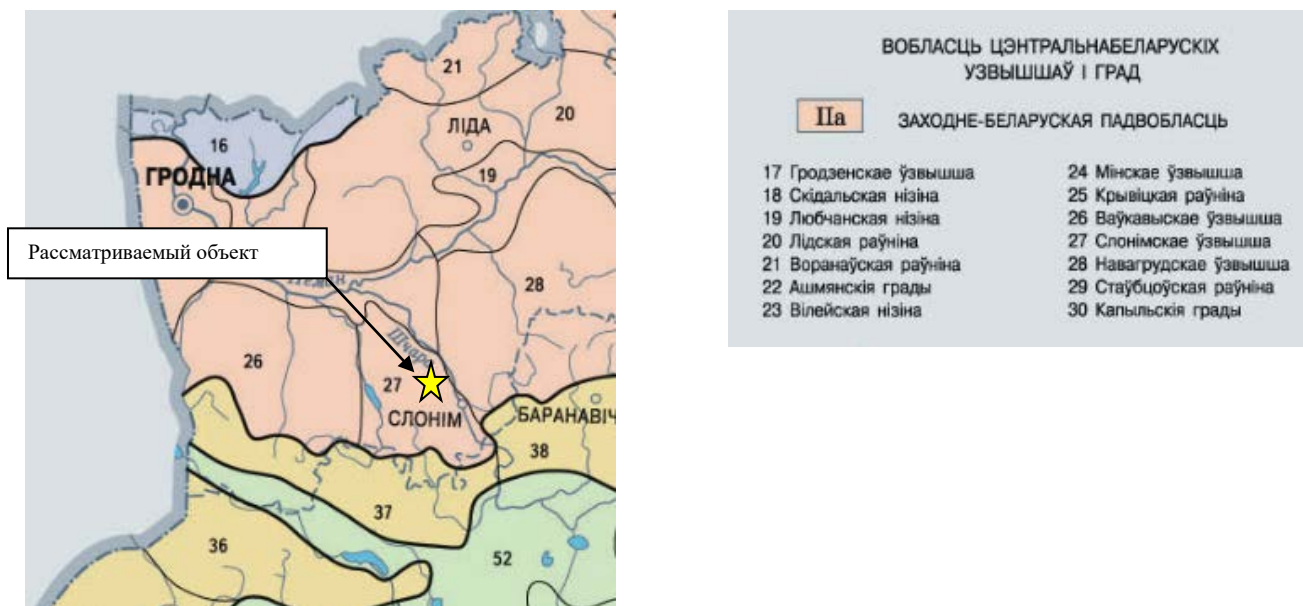 21
ЛІДА
20
16
ГРОДНА
19
Рассматриваемый объект
28
Шчара
26
27
СЛОНІМ
БАРАНАВІЧ
38
37
36
52
ВОБЛАСЦЬ ЦЭНТРАЛЬНАБЕЛАРУСКІХ
УЗВЫШШАЎ І ГРАД
IIa
ЗАХОДНЕ-БЕЛАРУСКАЯ ПАДВОБЛАСЦЬ
17 Гродзенскае ўзвышша
18 Скідальская нізіна
19 Любчанская нізіна
20 Лідская раўніна
21 Воранаўская раўніна
22 Ашмянскія грады
23 Вілейская нізіна
24 Мінскае ўзвышша
25 Крывіцкая раўніна
26 Ваўкавыскае ўзвышша
27 Слонімскае ўзвышша
28 Навагрудскае ўзвышша
29 Стаўбцоўская раўніна
30 Капыльскія грады